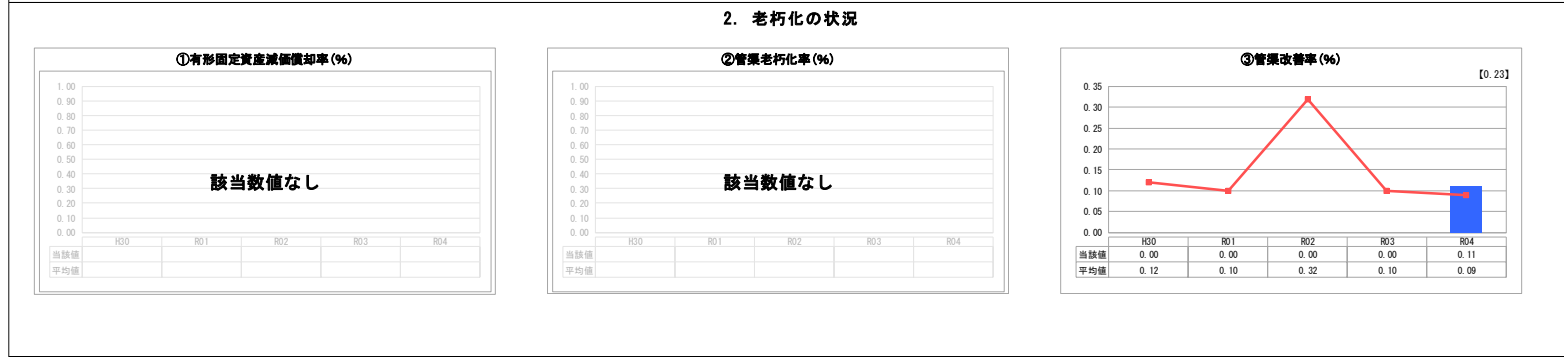 2. 老朽化の状況
①有形固定資産減価償却率(%)
1.00
0.90
0.80
0.70
0.60
0.50
0.40
0.30
0.20
0.10
0.00
該当数値なし
H30 R01 R02 R03 R04
当該値
平均値
②管渠老朽化率(%)
1.00
0.90
0.80
0.70
0.60
0.50
0.40
0.30
0.20
0.10
0.00
該当数値なし
H30 R01 R02 R03 R04
当該値
平均値
③管渠改善率(%)
【0.23】
0.35
0.30
0.25
0.20
0.15
0.10
0.05
0.00
H30 R01 R02 R03 R04
当該値 0.00 0.00 0.00 0.00 0.11
平均値 0.12 0.10 0.32 0.10 0.09